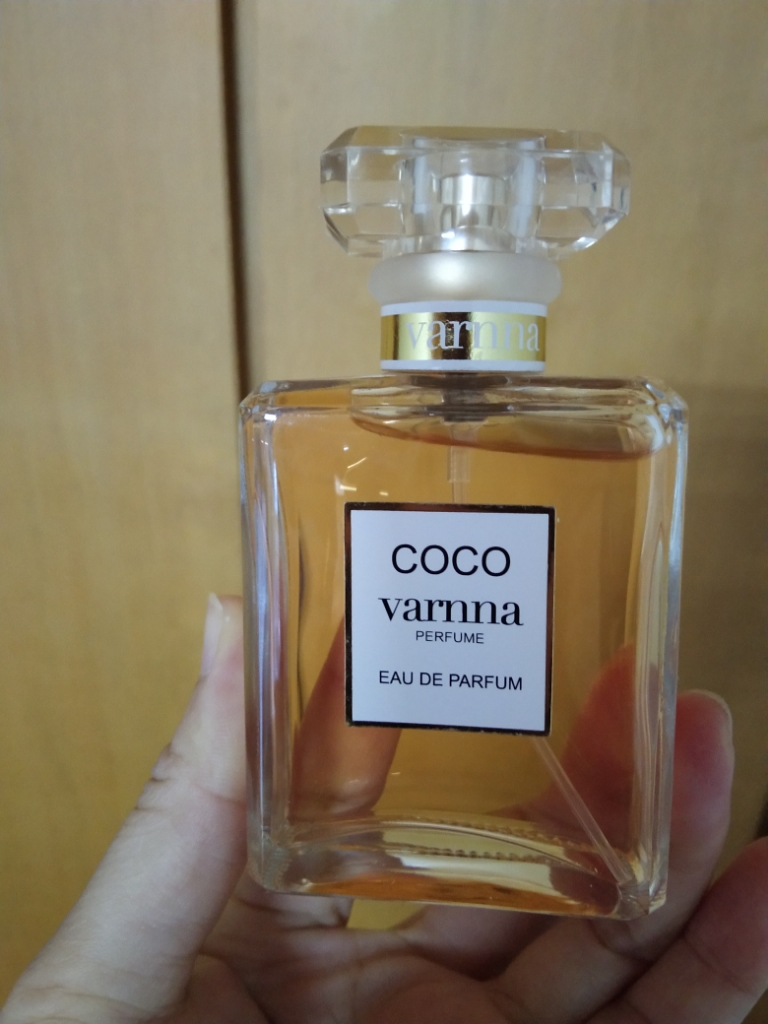 varnna
COCO
varnna
PERFUME
EAU DE PARFUM